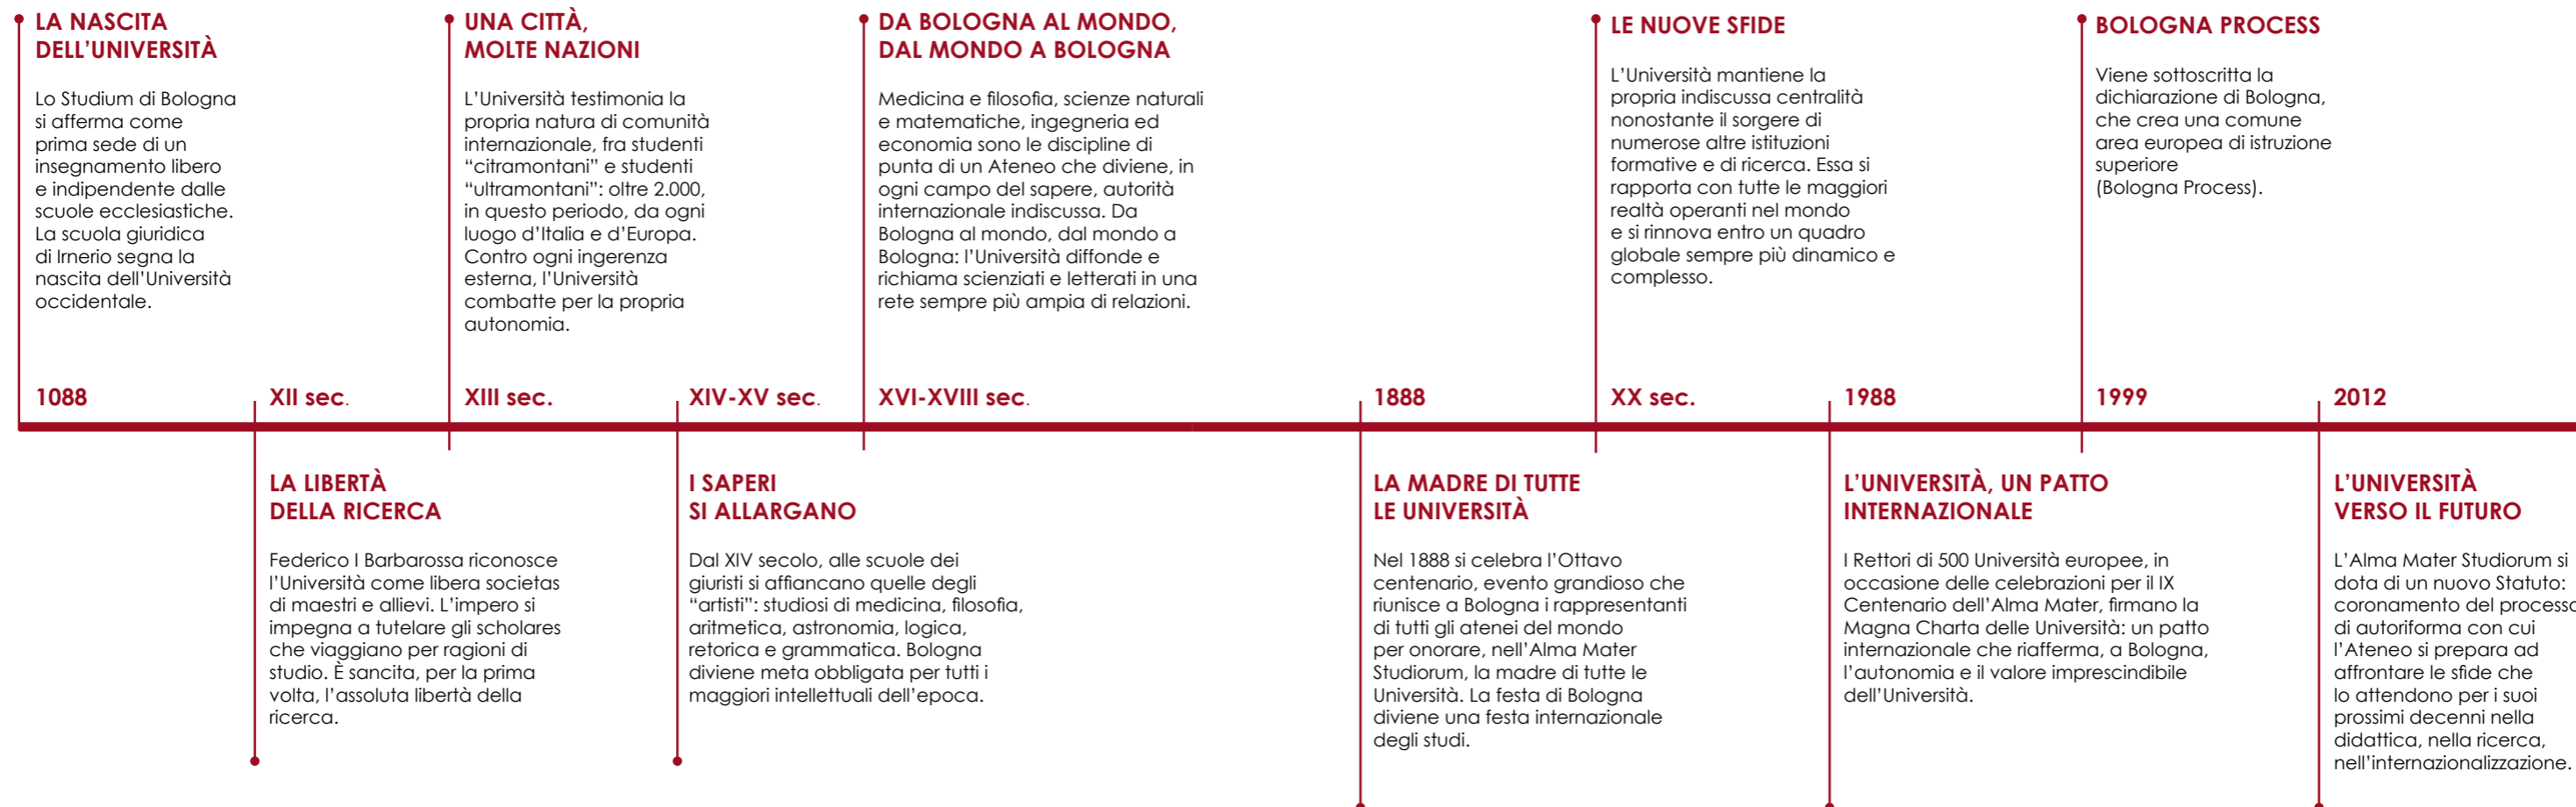 LA NASCITA
DELL’UNIVERSITÀ
Lo Studium di Bologna
si afferma come
prima sede di un
insegnamento libero
e indipendente dalle
scuole ecclesiastiche.
La scuola giuridica
di Irnerio segna la
nascita dell’Università
occidentale.
1088
XII sec.
LA LIBERTÀ
DELLA RICERCA
Federico I Barbarossa riconosce
l’Università come libera societas
di maestri e allievi. L’impero si
impegna a tutelare gli scholares
che viaggiano per ragioni di
studio. È sancita, per la prima
volta, l’assoluta libertà della
ricerca.
UNA CITTÀ,
MOLTE NAZIONI
L’Università testimonia la
propria natura di comunità
internazionale, fra studenti
“citramontani” e studenti
“ultramontani”: oltre 2.000,
in questo periodo, da ogni
luogo d’Italia e d’Europa.
Contro ogni ingerenza
esterna, l’Università
combatte per la propria
autonomia.
XIII sec.
XIV-XV sec.
I SAPERI
SI ALLARGANO
Dal XIV secolo, alle scuole dei
giuristi si affiancano quelle degli
“artisti”: studiosi di medicina, filosofia,
aritmetica, astronomia, logica,
retorica e grammatica. Bologna
diviene meta obbligata per tutti i
maggiori intellettuali dell’epoca.
DA BOLOGNA AL MONDO,
DAL MONDO A BOLOGNA
Medicina e filosofia, scienze naturali
e matematiche, ingegneria ed
economia sono le discipline di
punta di un Ateneo che diviene, in
ogni campo del sapere, autorità
internazionale indiscussa. Da
Bologna al mondo, dal mondo a
Bologna: l’Università diffonde e
richiama scienziati e letterati in una
rete sempre più ampia di relazioni.
XVI-XVIII sec.
1888
LA MADRE DI TUTTE
LE UNIVERSITÀ
Nel 1888 si celebra l’Ottavo
centenario, evento grandioso che
riunisce a Bologna i rappresentanti
di tutti gli atenei del mondo
per onorare, nell’Alma Mater
Studiorum, la madre di tutte le
Università. La festa di Bologna
diviene una festa internazionale
degli studi.
LE NUOVE SFIDE
L’Università mantiene la
propria indiscussa centralità
nonostante il sorgere di
numerose altre istituzioni
formative e di ricerca. Essa si
rapporta con tutte le maggiori
realtà operanti nel mondo
e si rinnova entro un quadro
globale sempre più dinamico e
complesso.
XX sec.
1988
L’UNIVERSITÀ, UN PATTO
INTERNAZIONALE
I Rettori di 500 Università europee, in
occasione delle celebrazioni per il IX
Centenario dell’Alma Mater, firmano la
Magna Charta delle Università: un patto
internazionale che riafferma, a Bologna,
l’autonomia e il valore imprescindibile
dell’Università.
BOLOGNA PROCESS
Viene sottoscritta la
dichiarazione di Bologna,
che crea una comune
area europea di istruzione
superiore
(Bologna Process).
1999
2012
L’UNIVERSITÀ
VERSO IL FUTURO
L’Alma Mater Studiorum si
dota di un nuovo Statuto:
coronamento del processo
di autoriforma con cui
l’Ateneo si prepara ad
affrontare le sfide che
lo attendono per i suoi
prossimi decenni nella
didattica, nella ricerca,
nell’internazionalizzazione.